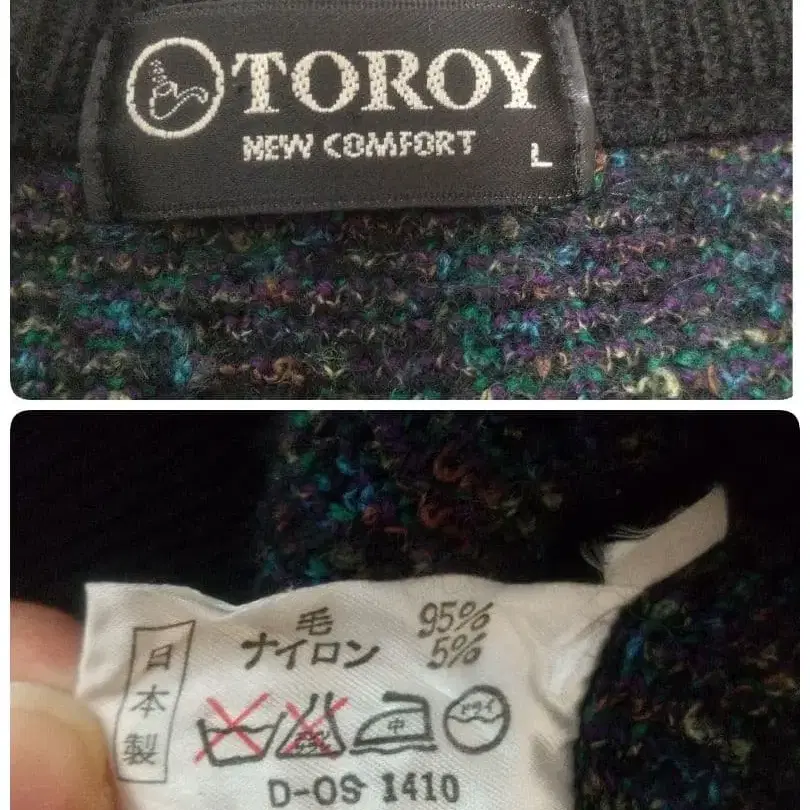 TOROY
NEW COMFORT
L
日本製
毛 95%
ナイロン 5%
中
ドライ
D-OS 1410